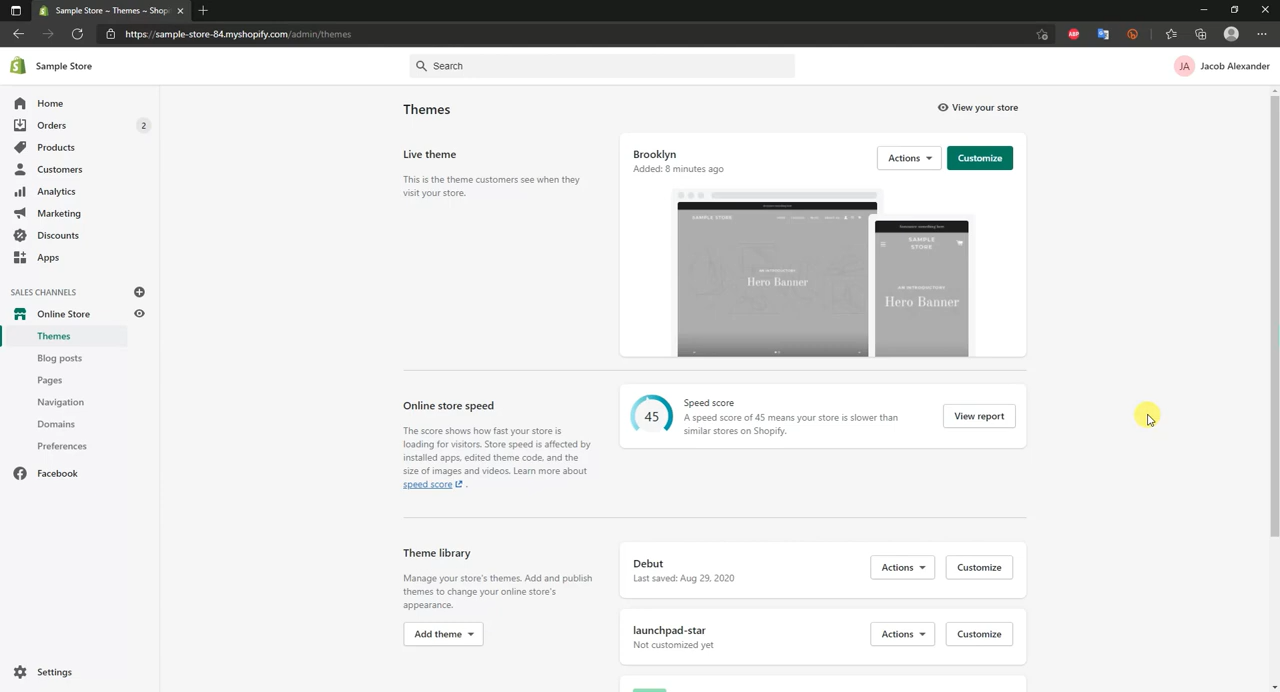 Sample Store ~ Themes ~ Shop
https://sample-store-84.myshopify.com/admin/themes
ABP
Sample Store
Search
JA
Jacob Alexander
Home
Orders
2
Products
Customers
Analytics
Marketing
Discounts
Apps
SALES CHANNELS
Online Store
Themes
Blog posts
Pages
Navigation
Domains
Preferences
Facebook
Settings
Themes
View your store
Live theme
This is the theme customers see when they
visit your store.
Brooklyn
Added: 8 minutes ago
Actions
Customize
SAMPLE STORE
Hero Banner
SAMPLE
STORE
Hero Banner
Online store speed
The score shows how fast your store is
loading for visitors. Store speed is affected by
installed apps, edited theme code, and the
size of images and videos. Learn more about
speed score .
45
Speed score
A speed score of 45 means your store is slower than
similar stores on Shopify.
View report
Theme library
Manage your store's themes. Add and publish
themes to change your online store's
appearance.
Add theme
Debut
Last saved: Aug 29, 2020
Actions
Customize
launchpad-star
Not customized yet
Actions
Customize